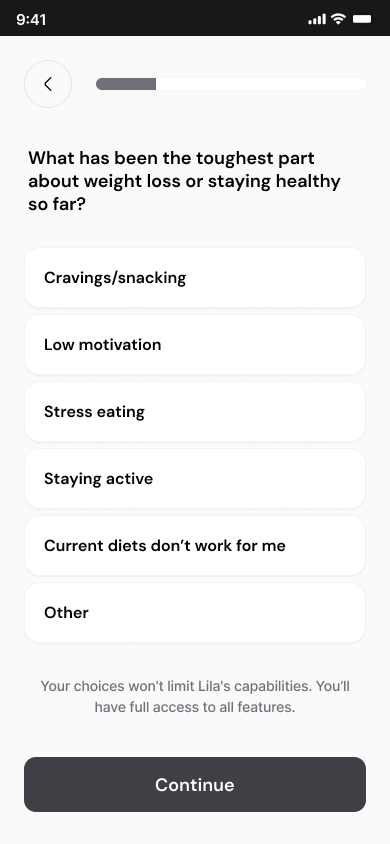 9:41
What has been the toughest part
about weight loss or staying healthy
so far?
Cravings/snacking
Low motivation
Stress eating
Staying active
Current diets don’t work for me
Other
Your choices won’t limit Lila's capabilities. You’ll
have full access to all features.
Continue